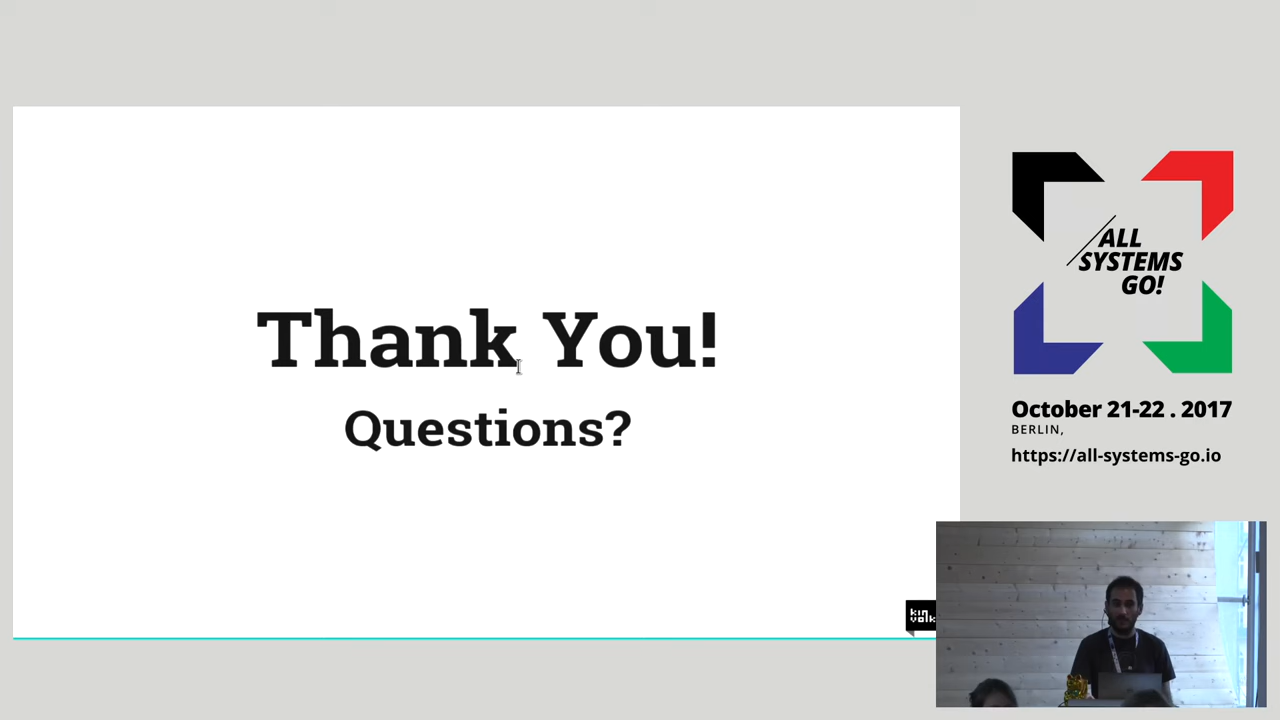 Thank You!
Questions?
kin
volk
ALL
SYSTEMS
GO!
October 21-22 . 2017
BERLIN,
https://all-systems-go.io